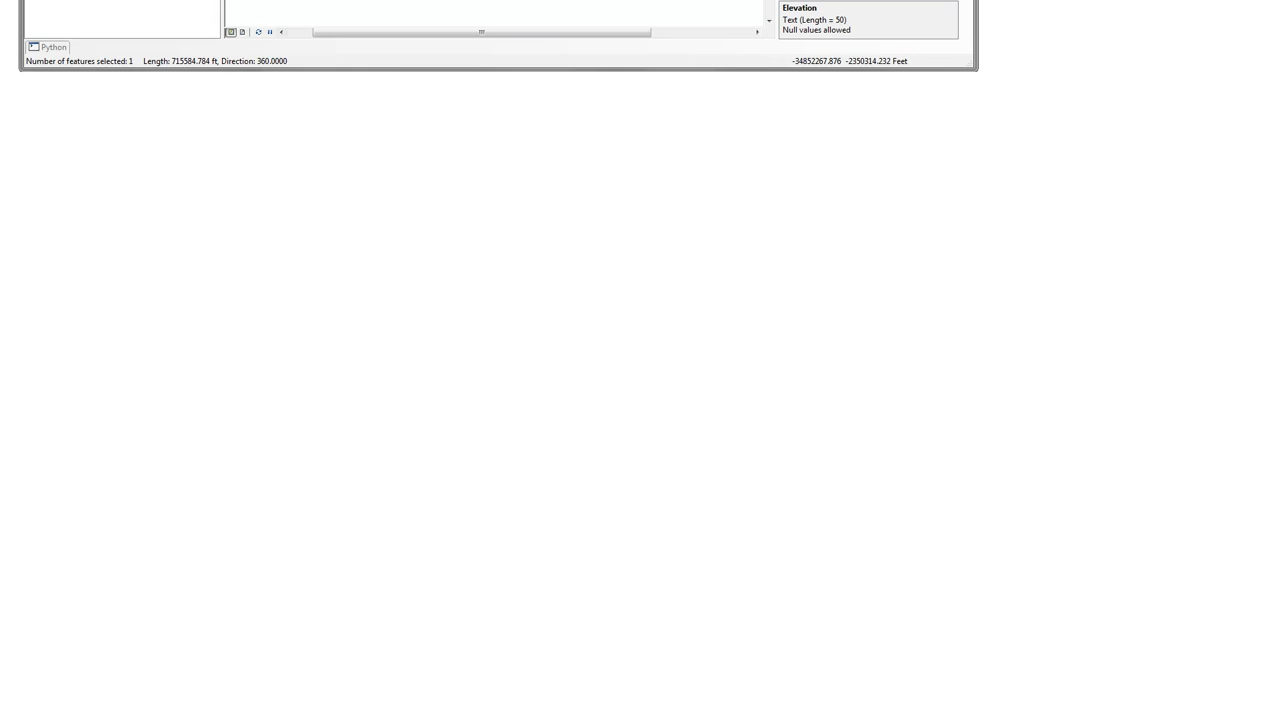 Elevation
Text (Length = 50)
Null values allowed
Python
Number of features selected: 1 Length: 715584.784 ft, Direction: 360.0000 -34852267.876 -2350314.232 Feet